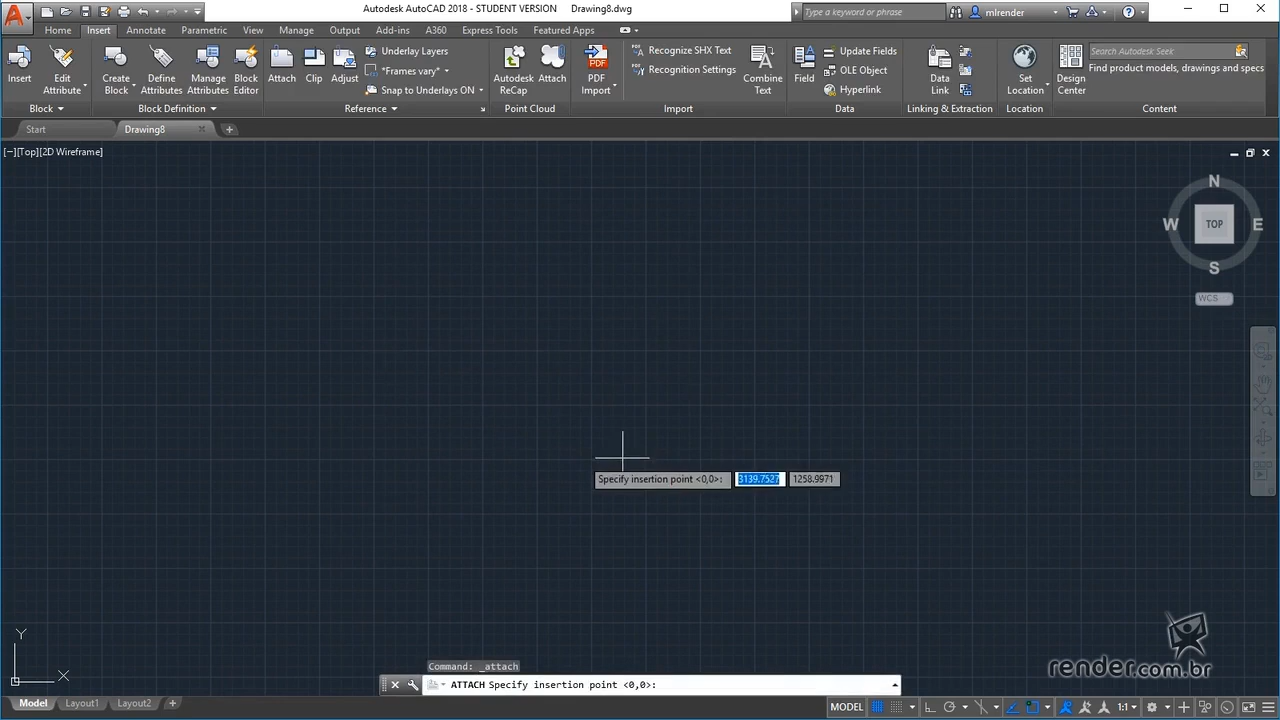 Autodesk AutoCAD 2018 - STUDENT VERSION Drawing8.dwg
Type a keyword or phrase
mlrender
Home Insert Annotate Parametric View Manage Output Add-ins A360 Express Tools Featured Apps
Insert
Edit Attribute
Create Block
Define Attributes
Manage Attributes
Block Editor
Attach
Clip
Adjust
Underlay Layers
*Frames vary*
Snap to Underlays ON
Autodesk ReCap
Attach
PDF
PDF Import
Recognize SHX Text
Recognition Settings
Combine Text
Field
Update Fields
OLE Object
Hyperlink
Data Link
Set Location
Design Center
Search Autodesk Seek
Find product models, drawings and specs
Block Block Definition Reference Point Cloud Import Data Linking & Extraction Location Content
Start Drawing8
[−][Top][2D Wireframe]
N
W TOP E
S
WCS
Specify insertion point <0,0>: 3139.7527 1258.9971
Y
X
render.com.br
Command: _attach
ATTACH Specify insertion point <0,0>:
Model Layout1 Layout2 +
MODEL 1:1